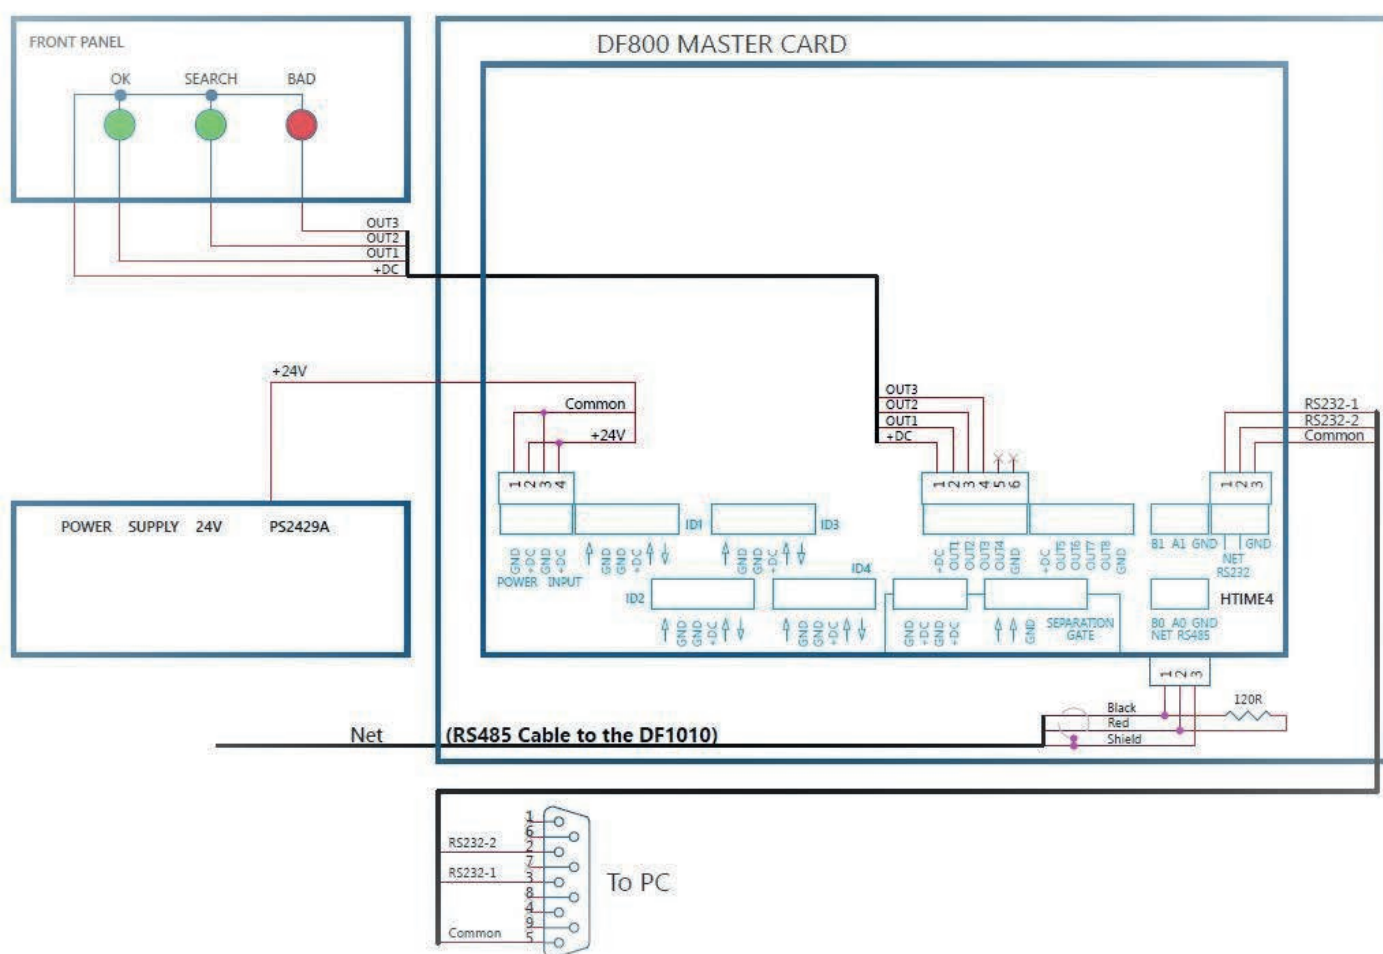 FRONT PANEL
OK SEARCH BAD
OUT3
OUT2
OUT1
+DC
DF800 MASTER CARD
+24V
Common
+24V
OUT3
OUT2
OUT1
+DC
RS232-1
RS232-2
Common
1 2 3 4
1 2 3 4 5 6
1 2 3
POWER SUPPLY 24V PS2429A
ID1
ID3
GND +DC GND +DC
POWER INPUT
GND GND +DC
GND GND +DC
+DC OUT1 OUT2 OUT3 OUT4 GND
+DC OUT5 OUT6 OUT7 OUT8 GND
B1 A1 GND
GND
NET
RS232
ID2
ID4
HTIME4
GND GND +DC
GND GND +DC
GND +DC GND +DC
GND
SEPARATION
GATE
B0 A0 GND
NET RS485
1 2 3
120R
Black
Red
Shield
Net (RS485 Cable to the DF1010)
1
6
RS232-2 2
7
RS232-1 3
8
4
9
Common 5
To PC